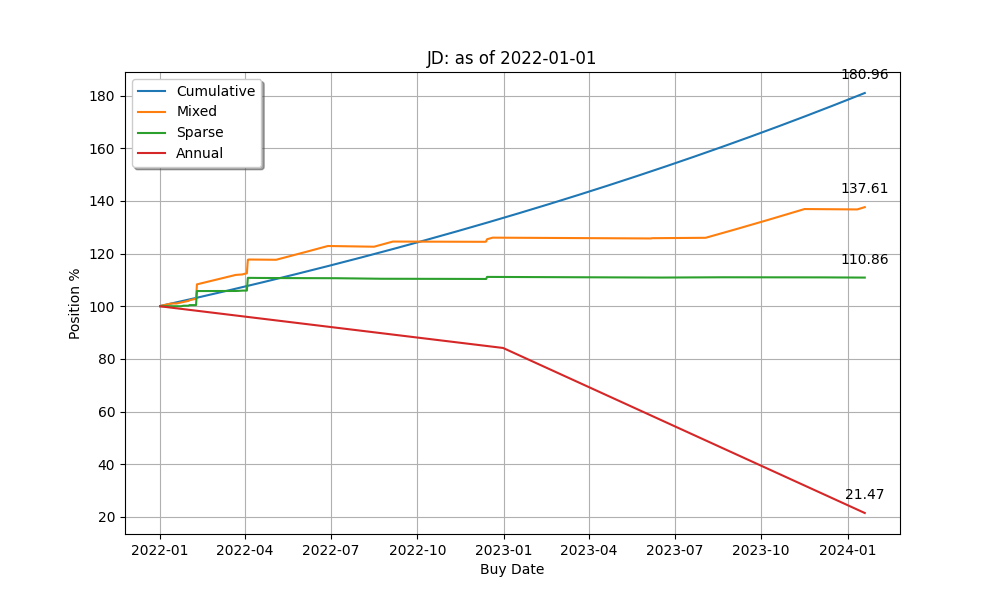 JD: as of 2022-01-01
Cumulative
Mixed
Sparse
Annual
180.96
137.61
110.86
21.47
180
160
140
120
100
80
60
40
20
Position %
2022-01 2022-04 2022-07 2022-10 2023-01 2023-04 2023-07 2023-10 2024-01
Buy Date